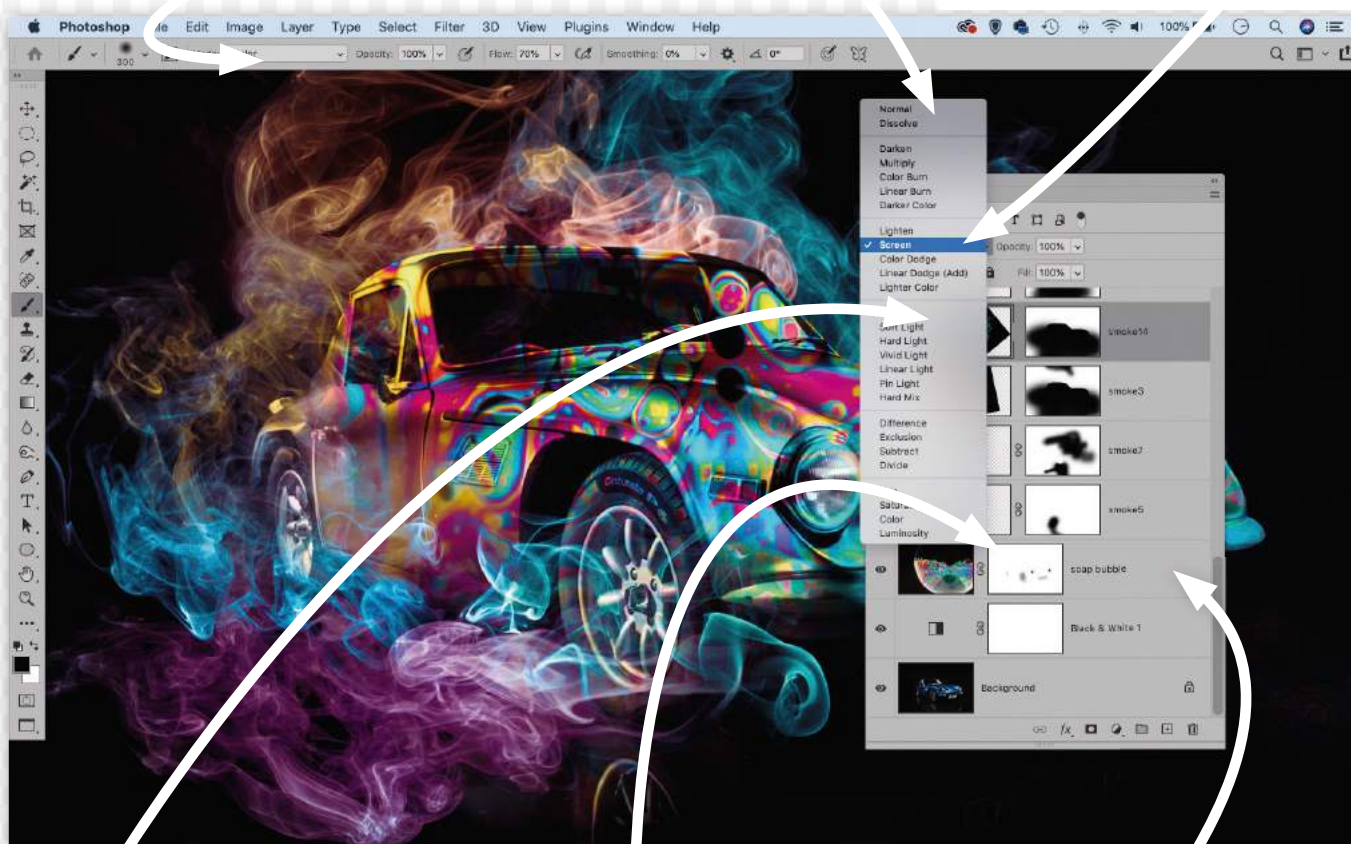 Photoshop Edit Image Layer Type Select Filter 3D View Plugins Window Help 100%
300 Opacity: 100% Flow: 70% Smoothing: 0% 0°
Normal
Dissolve
Darken
Multiply
Color Burn
Linear Burn
Darker Color
Lighten
Screen
Color Dodge
Linear Dodge (Add)
Lighter Color
Soft Light
Hard Light
Vivid Light
Linear Light
Pin Light
Hard Mix
Difference
Exclusion
Subtract
Divide
Color
Luminosity
Opacity: 100%
Fill: 100%
smoke14
smoke3
smoke7
smoke5
soap bubble
Black & White 1
Background
fx